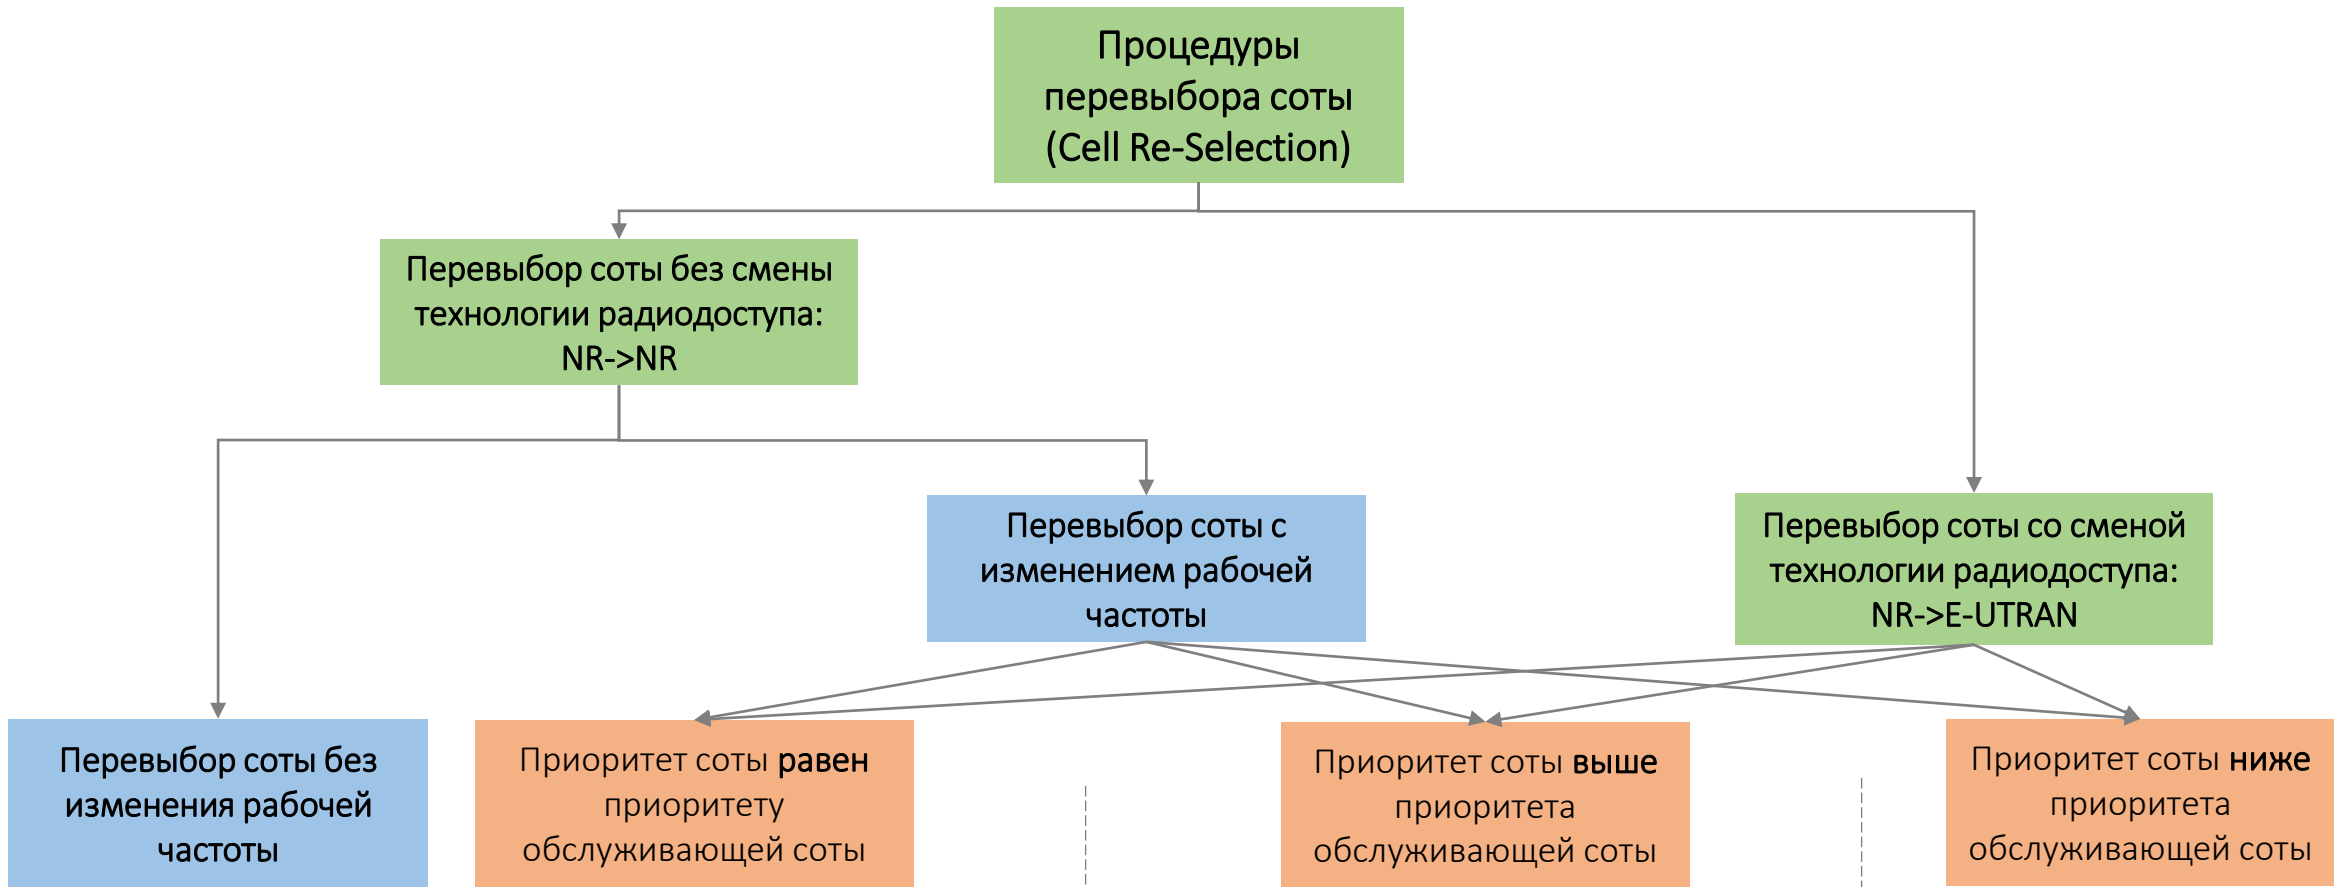 Процедуры
перевыбора соты
(Cell Re-Selection)
Перевыбор соты без смены
технологии радиодоступа:
NR->NR
Перевыбор соты с
изменением рабочей
частоты
Перевыбор соты со сменой
технологии радиодоступа:
NR->E-UTRAN
Перевыбор соты без
изменения рабочей
частоты
Приоритет соты равен
приоритету
обслуживающей соты
Приоритет соты выше
приоритета
обслуживающей соты
Приоритет соты ниже
приоритета
обслуживающей соты